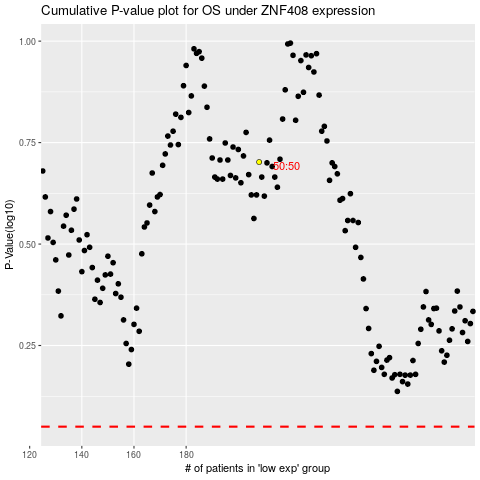 Cumulative P-value plot for OS under ZNF408 expression
P-Value(log10)
1.00
0.75
0.50
0.25
50:50
120 140 160 180
# of patients in 'low exp' group